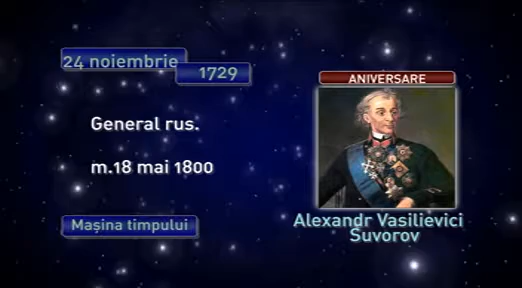 24 noiembrie
1729
General rus.
m.18 mai 1800
Mașina timpului
ANIVERSARE
Alexandr Vasilievici
Suvorov